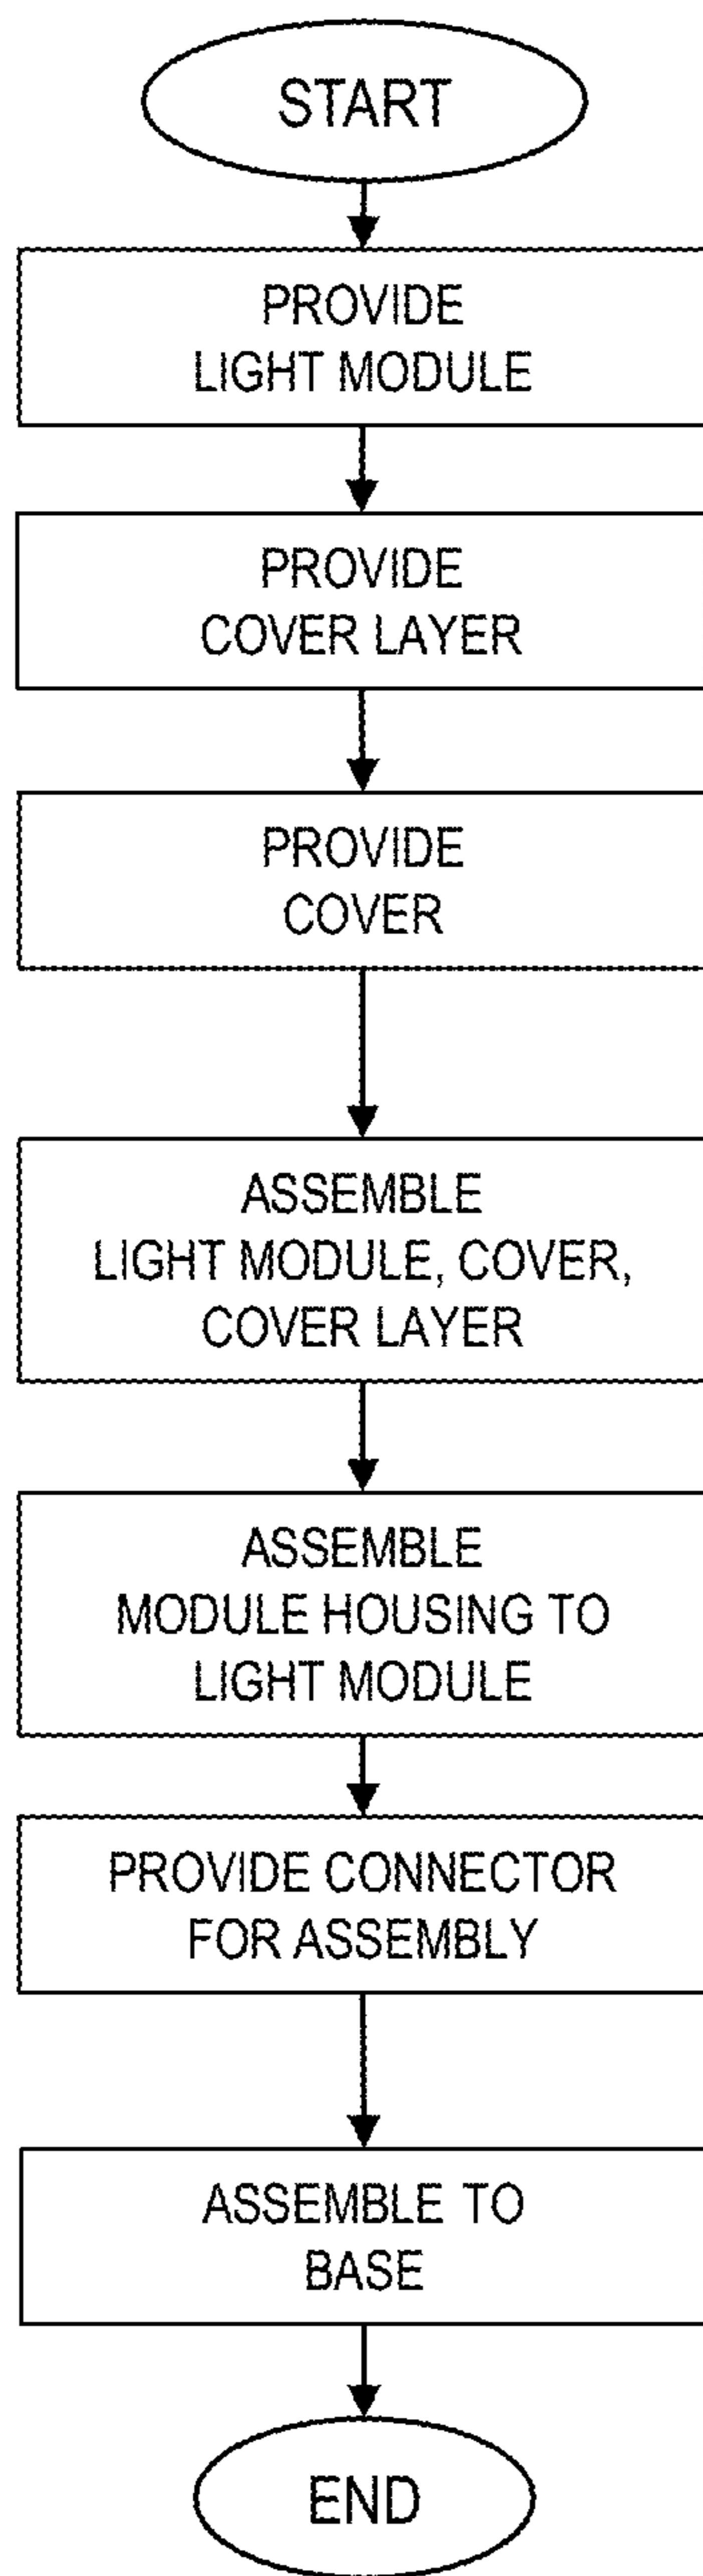 START
PROVIDE
LIGHT MODULE
PROVIDE
COVER LAYER
PROVIDE
COVER
ASSEMBLE
LIGHT MODULE, COVER,
COVER LAYER
ASSEMBLE
MODULE HOUSING TO
LIGHT MODULE
PROVIDE CONNECTOR
FOR ASSEMBLY
ASSEMBLE TO
BASE
END